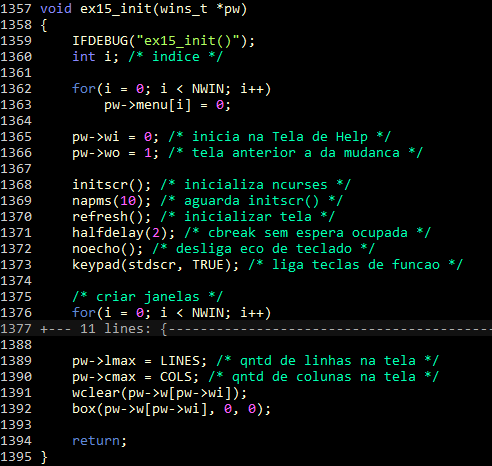 1357 void ex15_init(wins_t *pw)
1358 {
1359     IFDEBUG("ex15_init()");
1360     int i; /* indice */
1361
1362     for(i = 0; i < NWIN; i++)
1363         pw->menu[i] = 0;
1364
1365     pw->wi = 0; /* inicia na Tela de Help */
1366     pw->wo = 1; /* tela anterior a da mudanca */
1367
1368     initscr(); /* inicializa ncurses */
1369     napms(10); /* aguarda initscr() */
1370     refresh(); /* inicializar tela */
1371     halfdelay(2); /* cbreak sem espera ocupada */
1372     noecho(); /* desliga eco de teclado */
1373     keypad(stdscr, TRUE); /* liga teclas de funcao */
1374
1375     /* criar janelas */
1376     for(i = 0; i < NWIN; i++)
1377 +--- 11 lines: {-----------------------------------------
1388
1389     pw->lmax = LINES; /* qntd de linhas na tela */
1390     pw->cmax = COLS; /* qntd de colunas na tela */
1391     wclear(pw->w[pw->wi]);
1392     box(pw->w[pw->wi], 0, 0);
1393
1394     return;
1395 }